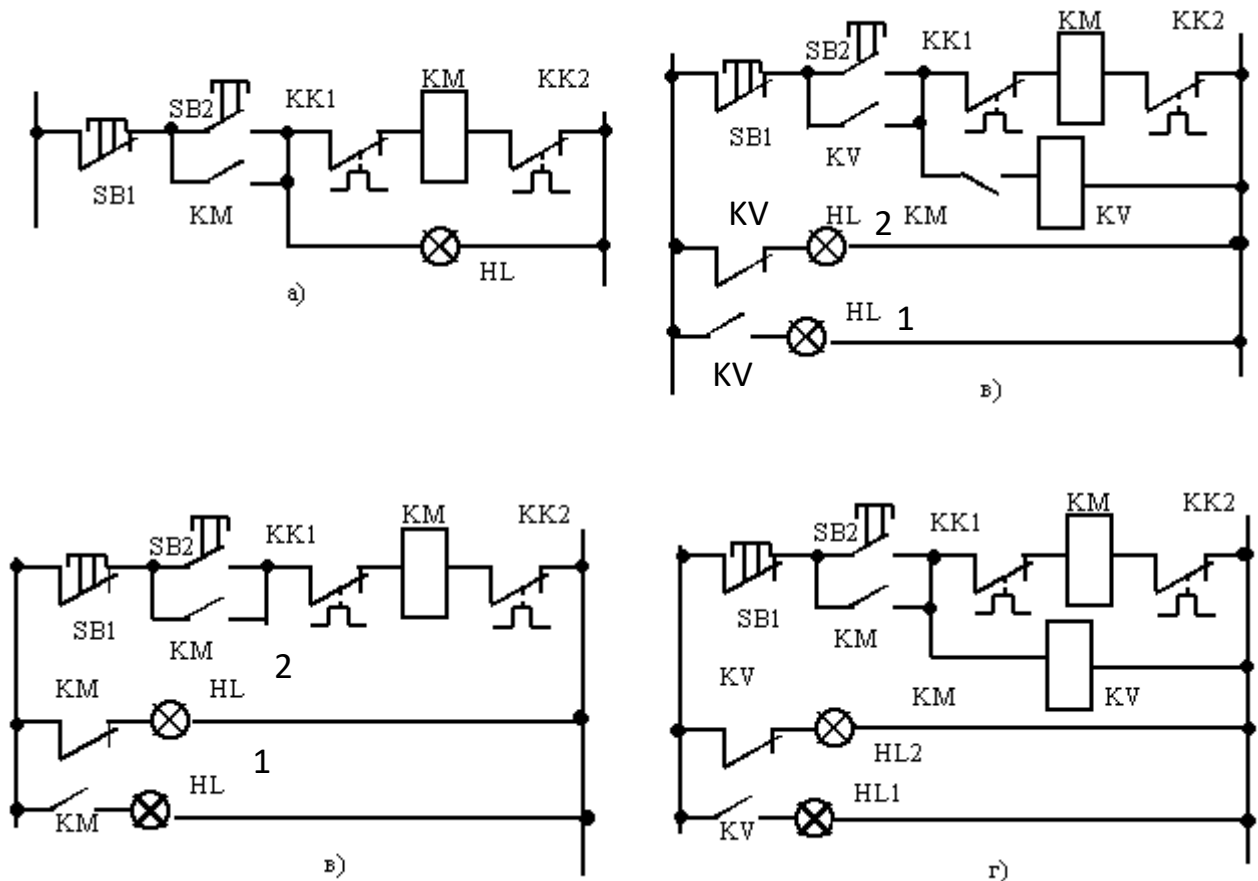 SB2 KK1 KM KK2
SB1
KM
HL
а)
SB2 KK1 KM KK2
SB1
KV
KV HL 2 KM KV
HL 1
KV
в)
SB2 KK1 KM KK2
SB1
KM
2
KM HL
1
HL
KM
в)
SB2 KK1 KM KK2
SB1
KM
KV KM KV
HL2
HL1
KV
г)